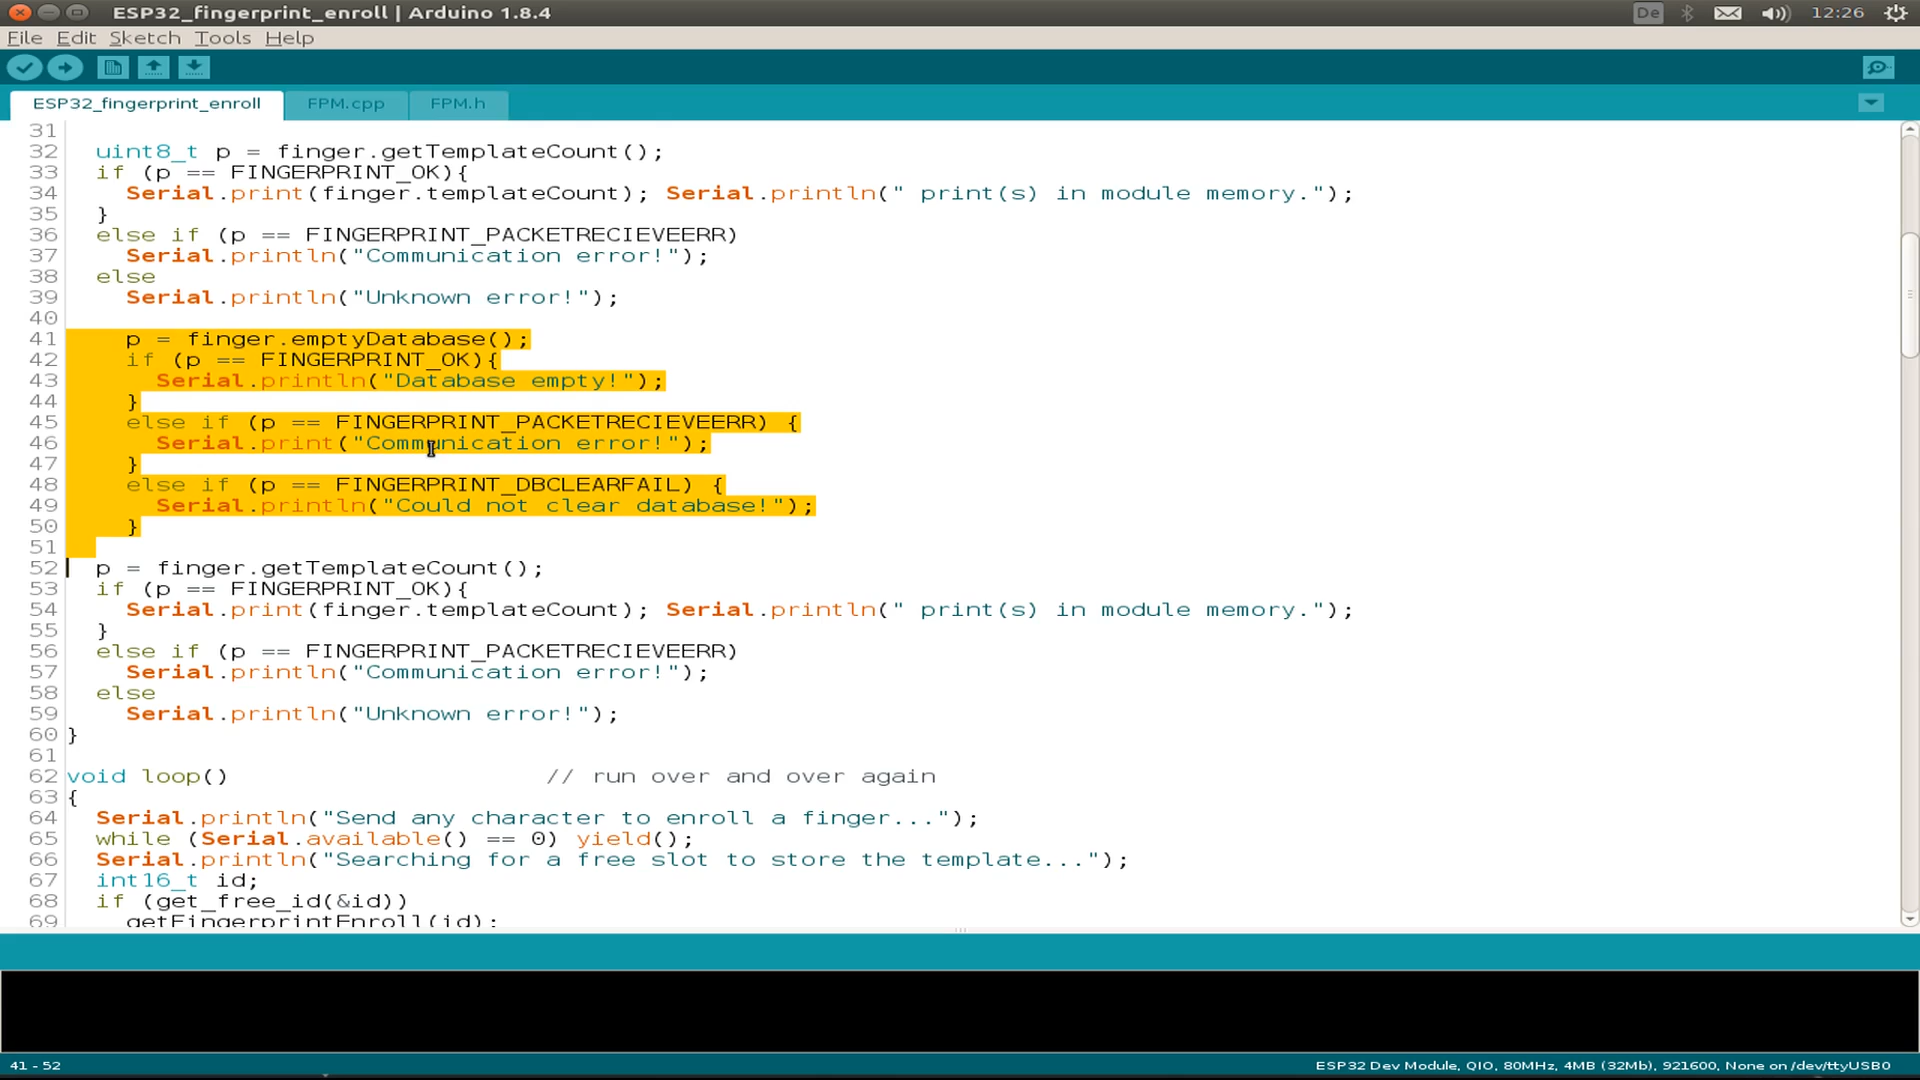 ESP32_fingerprint_enroll | Arduino 1.8.4
De
12:26
File Edit Sketch Tools Help
ESP32_fingerprint_enroll FPM.cpp FPM.h
31
32 uint8_t p = finger.getTemplateCount();
33 if (p == FINGERPRINT_OK){
34 Serial.print(finger.templateCount); Serial.println(" print(s) in module memory.");
35 }
36 else if (p == FINGERPRINT_PACKETRECIEVEERR)
37 Serial.println("Communication error!");
38 else
39 Serial.println("Unknown error!");
40
41 p = finger.emptyDatabase();
42 if (p == FINGERPRINT_OK){
43 Serial.println("Database empty!");
44 }
45 else if (p == FINGERPRINT_PACKETRECIEVEERR) {
46 Serial.print("Communication error!");
47 }
48 else if (p == FINGERPRINT_DBCLEARFAIL) {
49 Serial.println("Could not clear database!");
50 }
51
52 p = finger.getTemplateCount();
53 if (p == FINGERPRINT_OK){
54 Serial.print(finger.templateCount); Serial.println(" print(s) in module memory.");
55 }
56 else if (p == FINGERPRINT_PACKETRECIEVEERR)
57 Serial.println("Communication error!");
58 else
59 Serial.println("Unknown error!");
60 }
61
62 void loop() // run over and over again
63 {
64 Serial.println("Send any character to enroll a finger...");
65 while (Serial.available() == 0) yield();
66 Serial.println("Searching for a free slot to store the template...");
67 int16_t id;
68 if (get_free_id(&id))
69 getFingerprintEnroll(id);
41 - 52
ESP32 Dev Module, QIO, 80MHz, 4MB (32Mb), 921600, None on /dev/ttyUSB0